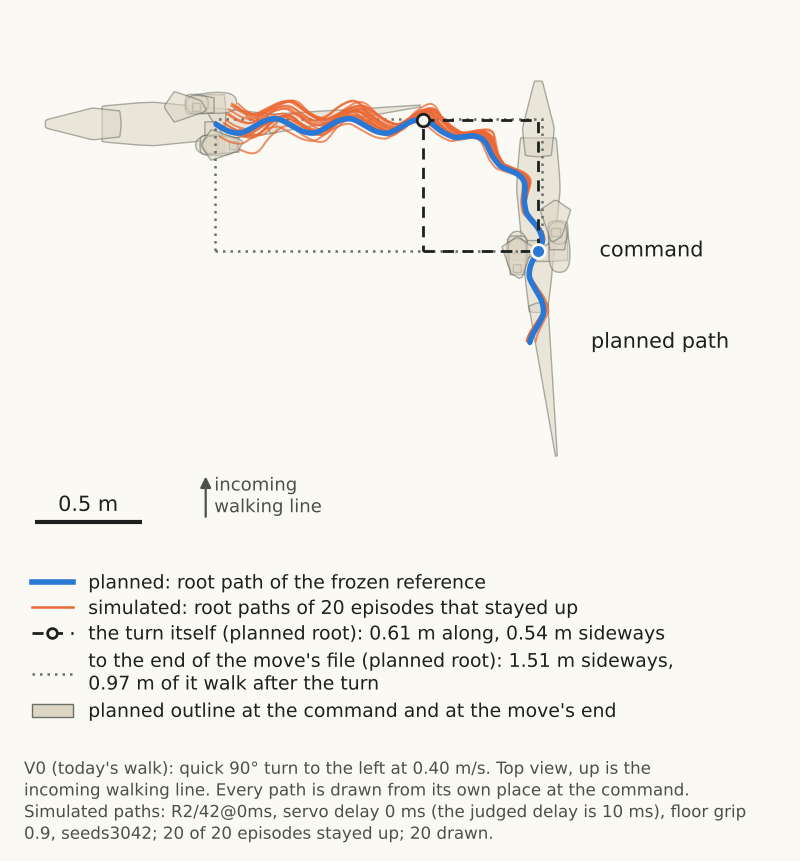 command
planned path
incoming
walking line
0.5 m
planned: root path of the frozen reference
simulated: root paths of 20 episodes that stayed up
the turn itself (planned root): 0.61 m along, 0.54 m sideways
to the end of the move's file (planned root): 1.51 m sideways,
0.97 m of it walk after the turn
planned outline at the command and at the move's end
V0 (today's walk): quick 90° turn to the left at 0.40 m/s. Top view, up is the
incoming walking line. Every path is drawn from its own place at the command.
Simulated paths: R2/42@0ms, servo delay 0 ms (the judged delay is 10 ms), floor grip
0.9, seeds3042; 20 of 20 episodes stayed up; 20 drawn.